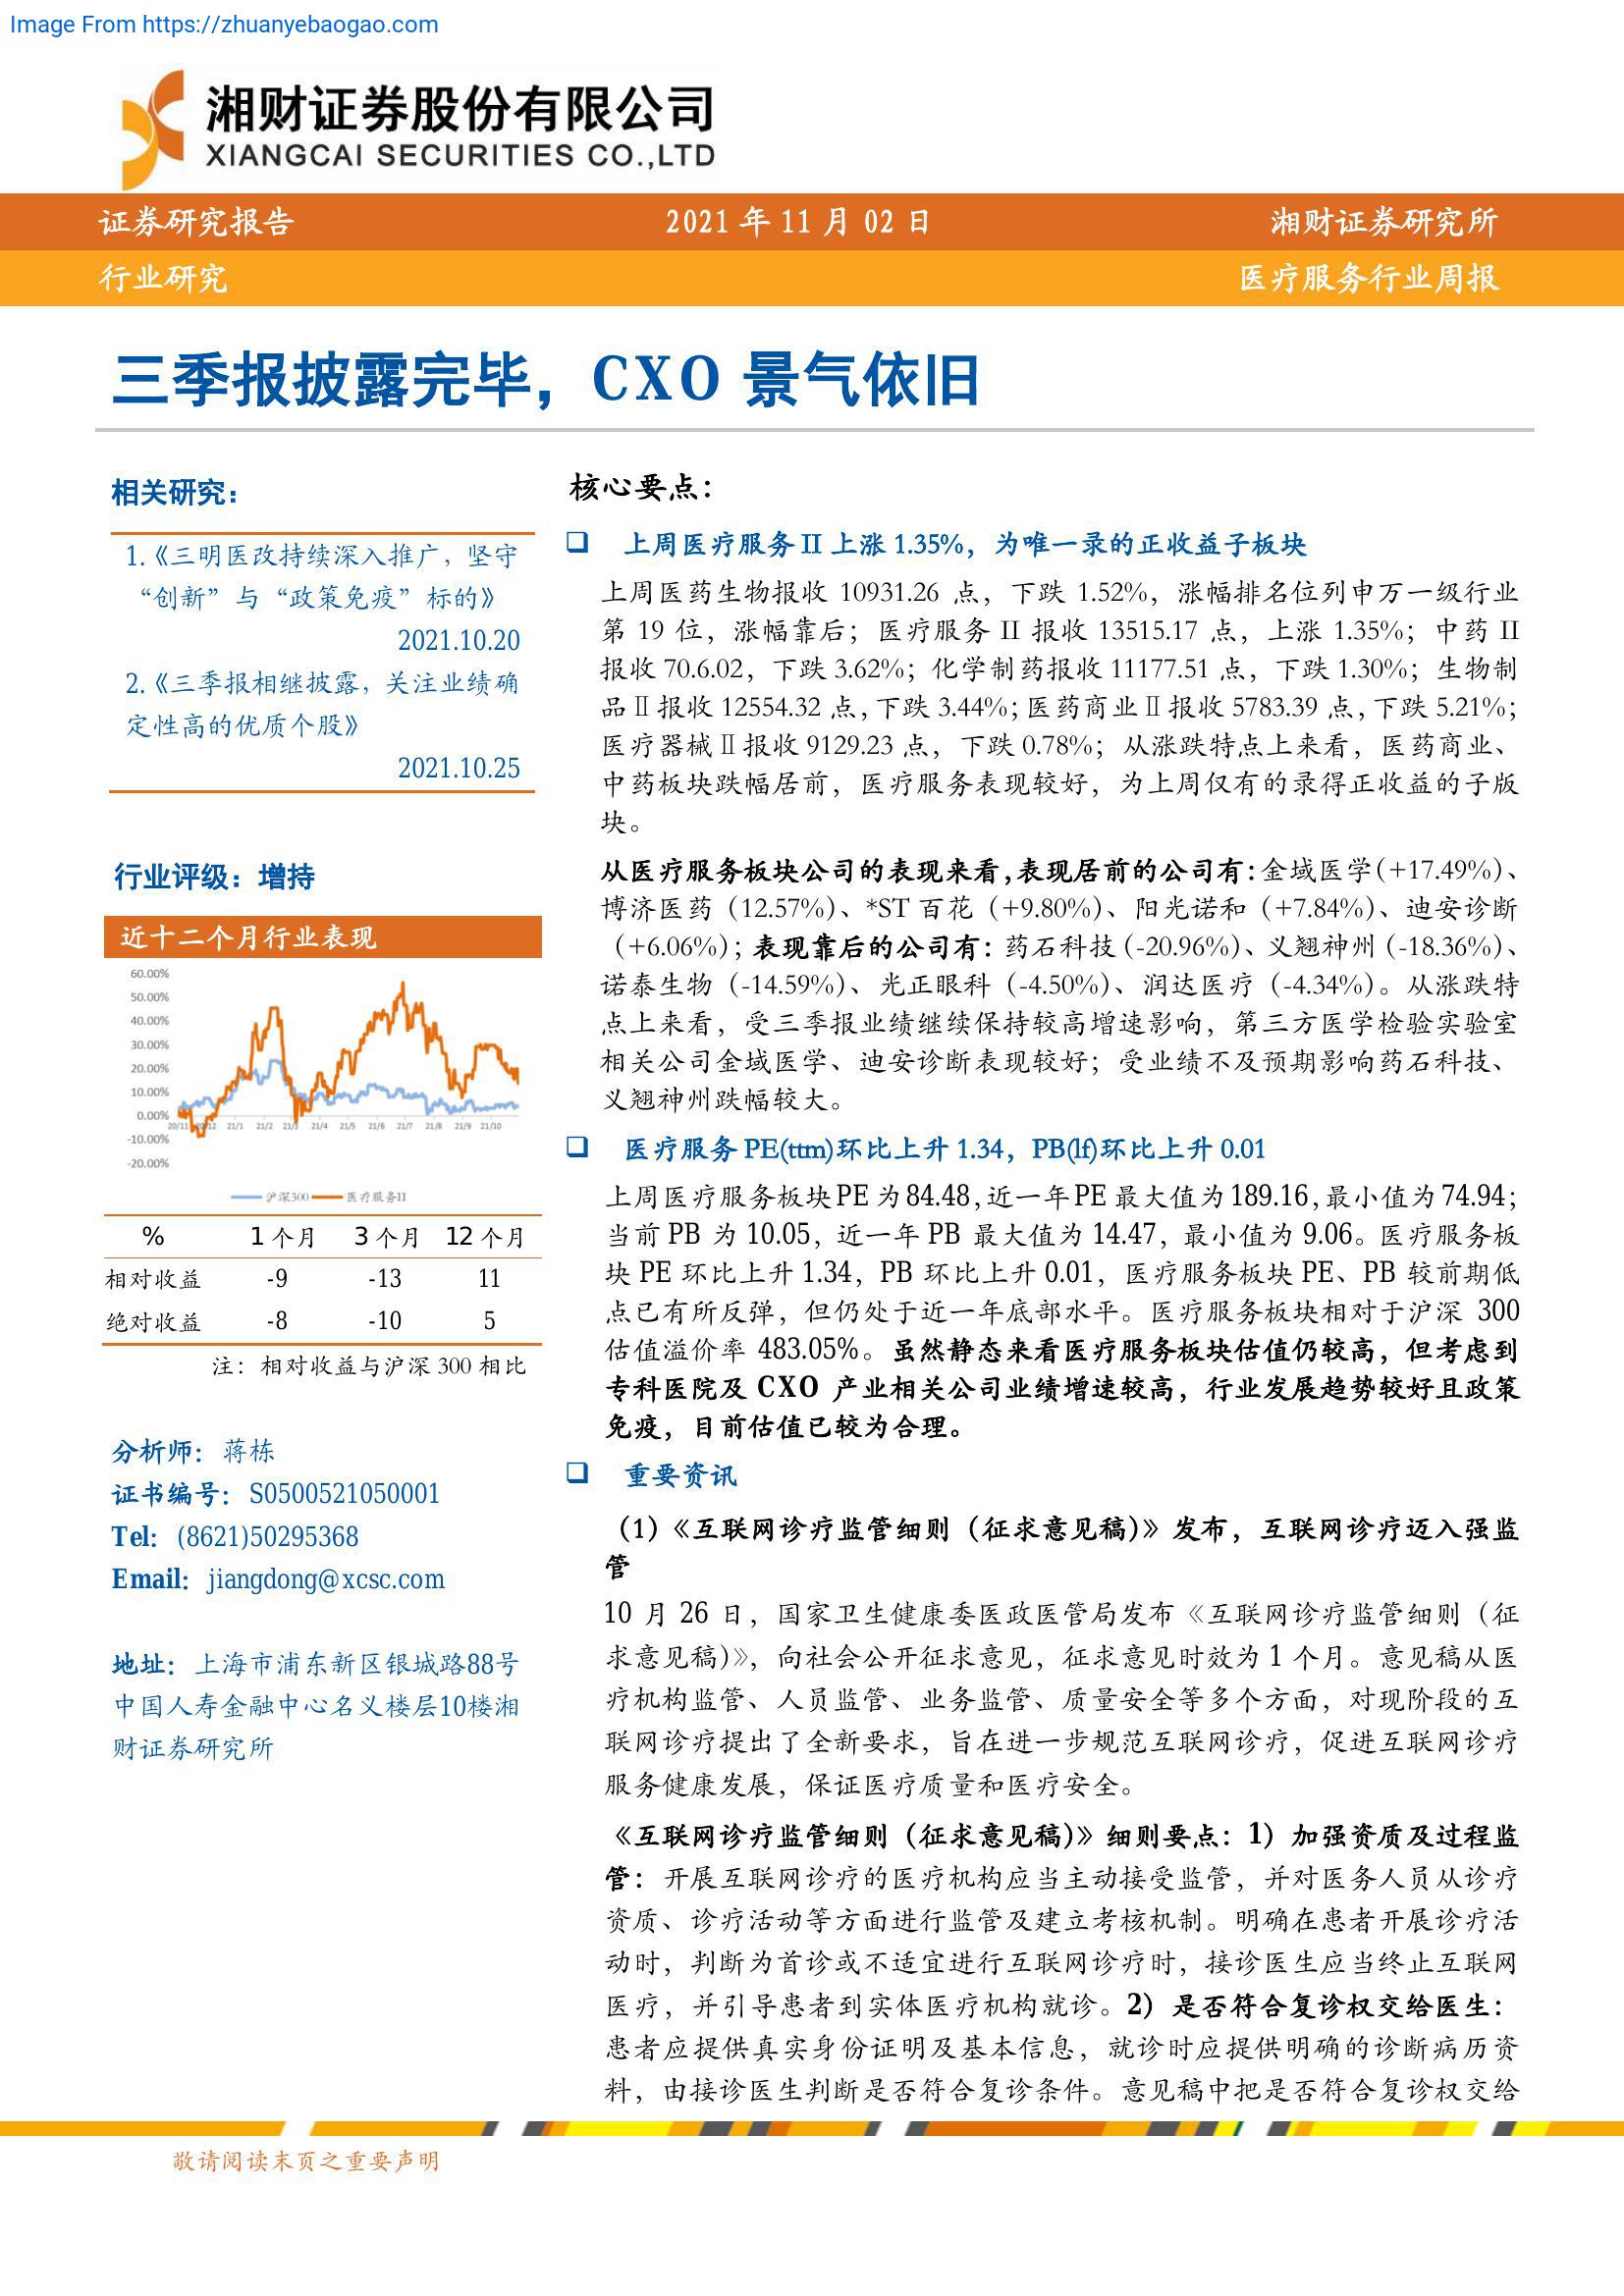 Image From https://zhuanyebaogao.com
湘财证券股份有限公司
XIANGCAI SECURITIES CO.,LTD
证券研究报告 2021 年 11 月 02 日 湘财证券研究所
行业研究 医疗服务行业周报
三季报披露完毕，CXO 景气依旧
相关研究：
1.《三明医改持续深入推广，坚守
“创新”与“政策免疫”标的》
2021.10.20
2.《三季报相继披露，关注业绩确
定性高的优质个股》
2021.10.25
行业评级：增持
近十二个月行业表现
60.00%
50.00%
40.00%
30.00%
20.00%
10.00%
0.00%
-10.00%
-20.00%
20/11 20/12 21/1 21/2 21/3 21/4 21/5 21/6 21/7 21/8 21/9 21/10
沪深300 医疗服务II
% 1 个月 3 个月 12 个月
相对收益 -9 -13 11
绝对收益 -8 -10 5
注：相对收益与沪深 300 相比
分析师：蒋栋
证书编号：S0500521050001
Tel：(8621)50295368
Email：jiangdong@xcsc.com
地址：上海市浦东新区银城路88号
中国人寿金融中心名义楼层10楼湘
财证券研究所
核心要点：
❑ 上周医疗服务Ⅱ上涨 1.35%，为唯一录的正收益子板块
上周医药生物报收 10931.26 点，下跌 1.52%，涨幅排名位列申万一级行业
第 19 位，涨幅靠后；医疗服务 II 报收 13515.17 点，上涨 1.35%；中药 II
报收 70.6.02，下跌 3.62%；化学制药报收 11177.51 点，下跌 1.30%；生物制
品Ⅱ报收 12554.32 点，下跌 3.44%；医药商业Ⅱ报收 5783.39 点，下跌 5.21%；
医疗器械Ⅱ报收 9129.23 点，下跌 0.78%；从涨跌特点上来看，医药商业、
中药板块跌幅居前，医疗服务表现较好，为上周仅有的录得正收益的子版
块。
从医疗服务板块公司的表现来看，表现居前的公司有：金域医学（+17.49%）、
博济医药（12.57%）、*ST 百花（+9.80%）、阳光诺和（+7.84%）、迪安诊断
（+6.06%）；表现靠后的公司有：药石科技（-20.96%）、义翘神州（-18.36%）、
诺泰生物（-14.59%）、光正眼科（-4.50%）、润达医疗（-4.34%）。从涨跌特
点上来看，受三季报业绩继续保持较高增速影响，第三方医学检验实验室
相关公司金域医学、迪安诊断表现较好；受业绩不及预期影响药石科技、
义翘神州跌幅较大。
❑ 医疗服务 PE(ttm)环比上升 1.34，PB(lf)环比上升 0.01
上周医疗服务板块 PE 为 84.48，近一年 PE 最大值为 189.16，最小值为 74.94；
当前 PB 为 10.05，近一年 PB 最大值为 14.47，最小值为 9.06。医疗服务板
块 PE 环比上升 1.34，PB 环比上升 0.01，医疗服务板块 PE、PB 较前期低
点已有所反弹，但仍处于近一年底部水平。医疗服务板块相对于沪深 300
估值溢价率 483.05%。虽然静态来看医疗服务板块估值仍较高，但考虑到
专科医院及 CXO 产业相关公司业绩增速较高，行业发展趋势较好且政策
免疫，目前估值已较为合理。
❑ 重要资讯
（1）《互联网诊疗监管细则（征求意见稿）》发布，互联网诊疗迈入强监
管
10 月 26 日，国家卫生健康委医政医管局发布《互联网诊疗监管细则（征
求意见稿）》，向社会公开征求意见，征求意见时效为 1 个月。意见稿从医
疗机构监管、人员监管、业务监管、质量安全等多个方面，对现阶段的互
联网诊疗提出了全新要求，旨在进一步规范互联网诊疗，促进互联网诊疗
服务健康发展，保证医疗质量和医疗安全。
《互联网诊疗监管细则（征求意见稿）》细则要点：1）加强资质及过程监
管：开展互联网诊疗的医疗机构应当主动接受监管，并对医务人员从诊疗
资质、诊疗活动等方面进行监管及建立考核机制。明确在患者开展诊疗活
动时，判断为首诊或不适宜进行互联网诊疗时，接诊医生应当终止互联网
医疗，并引导患者到实体医疗机构就诊。2）是否符合复诊权交给医生：
患者应提供真实身份证明及基本信息，就诊时应提供明确的诊断病历资
料，由接诊医生判断是否符合复诊条件。意见稿中把是否符合复诊权交给
敬请阅读末页之重要声明